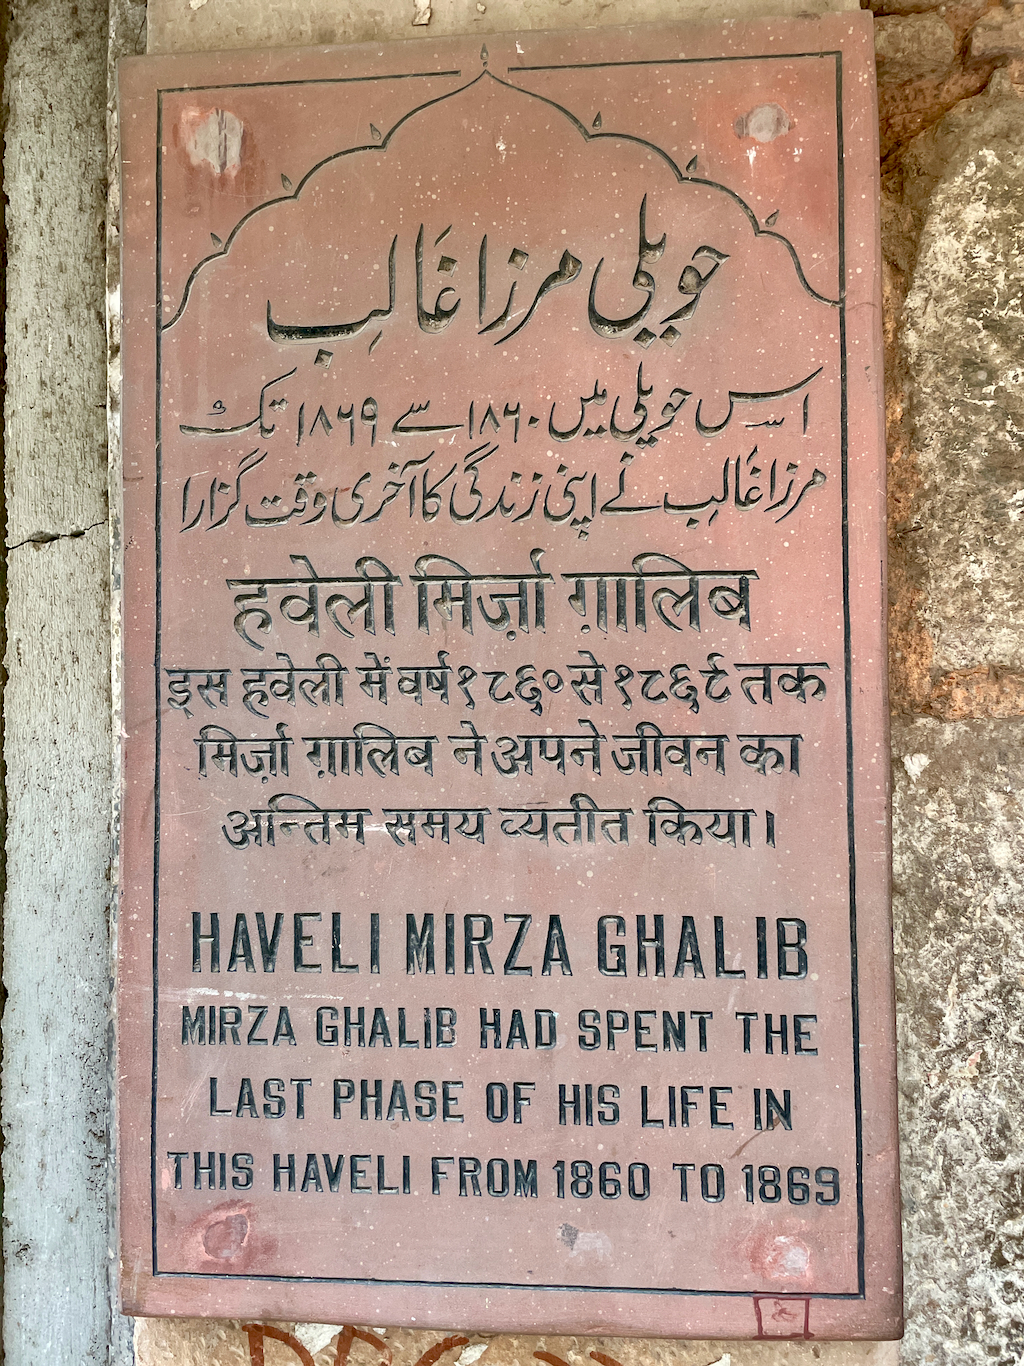 حویلی مرزا غالب
اس حویلی میں ۱۸۶۰ سے ۱۸۶۹ تک
مرزا غالب نے اپنی زندگی کا آخری وقت گزارا
हवेली मिर्ज़ा ग़ालिब
इस हवेली में वर्ष १८६० से १८६९ तक
मिर्ज़ा ग़ालिब ने अपने जीवन का
अन्तिम समय व्यतीत किया।
HAVELI MIRZA GHALIB
MIRZA GHALIB HAD SPENT THE
LAST PHASE OF HIS LIFE IN
THIS HAVELI FROM 1860 TO 1869